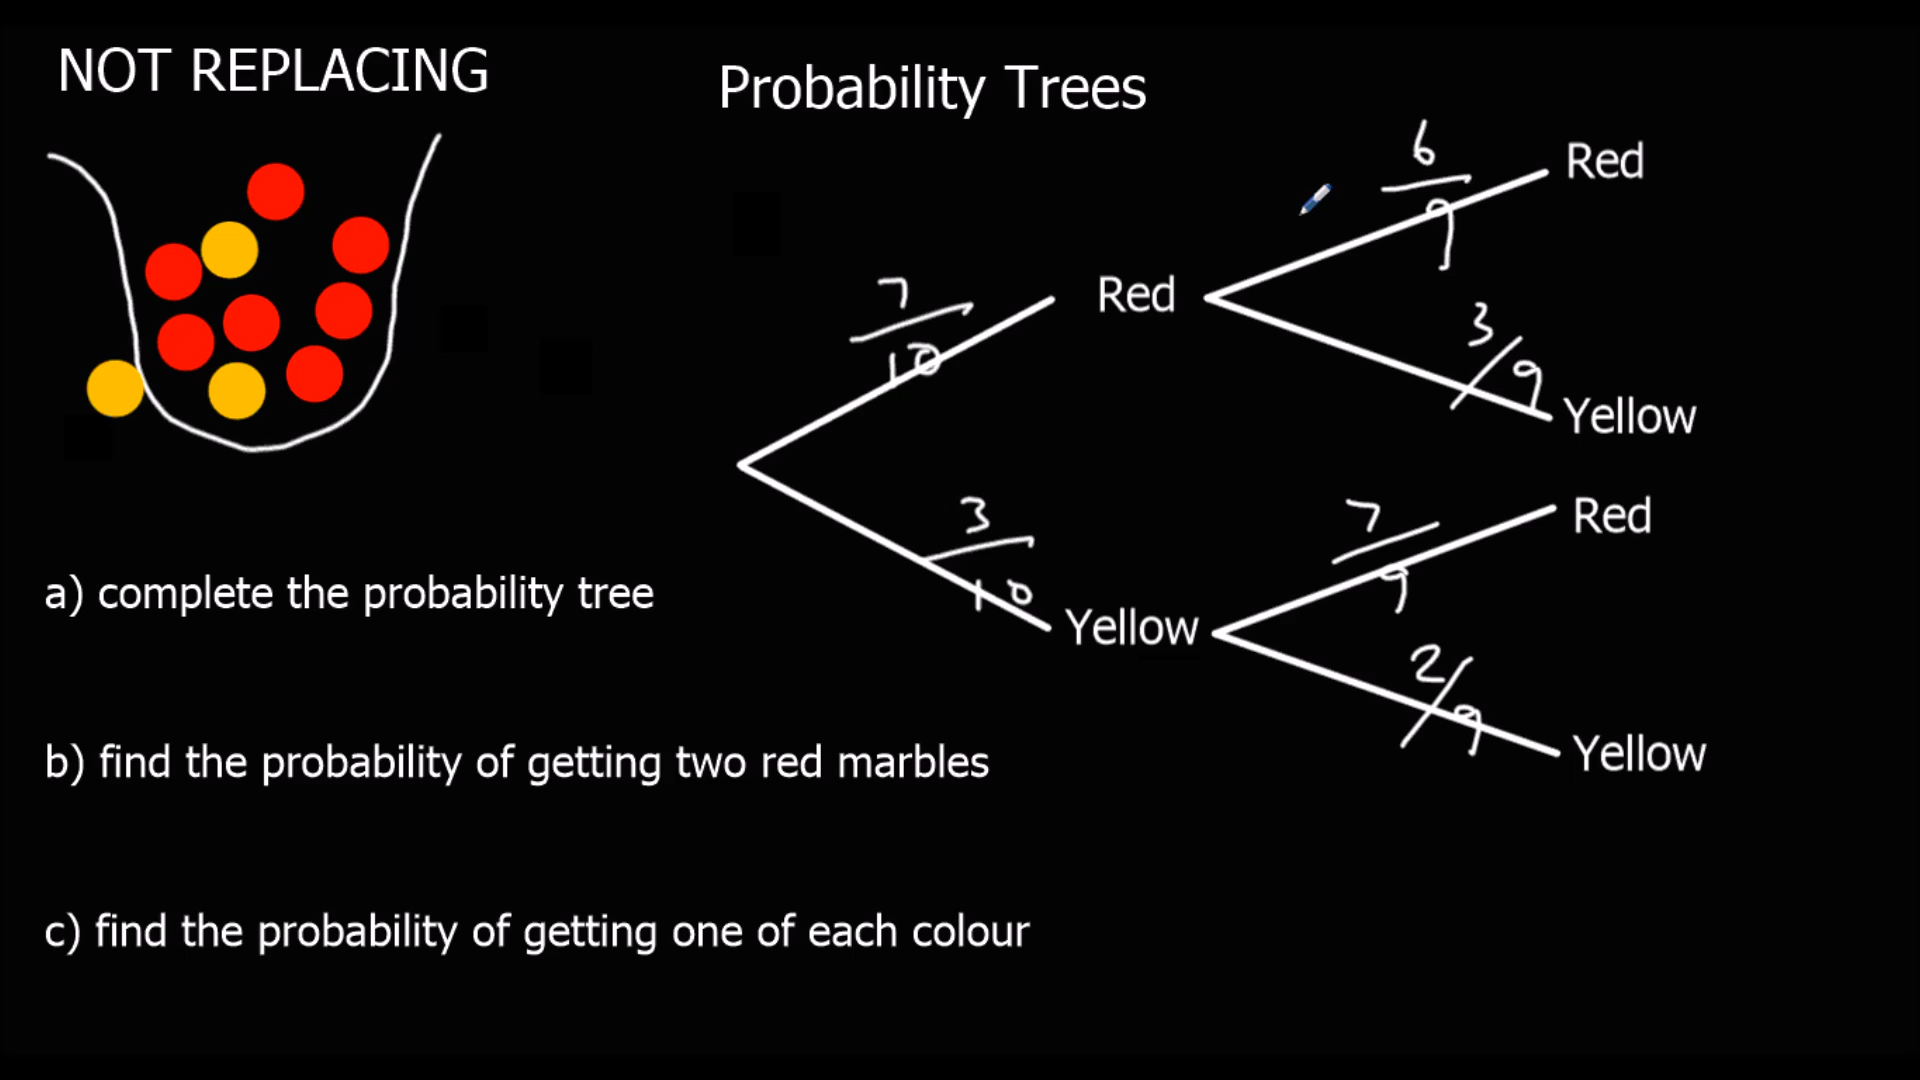 NOT REPLACING
Probability Trees
6
9
Red
7
10
Red
3/9
Yellow
3
10
Yellow
7
9
Red
2/9
Yellow
a) complete the probability tree
b) find the probability of getting two red marbles
c) find the probability of getting one of each colour